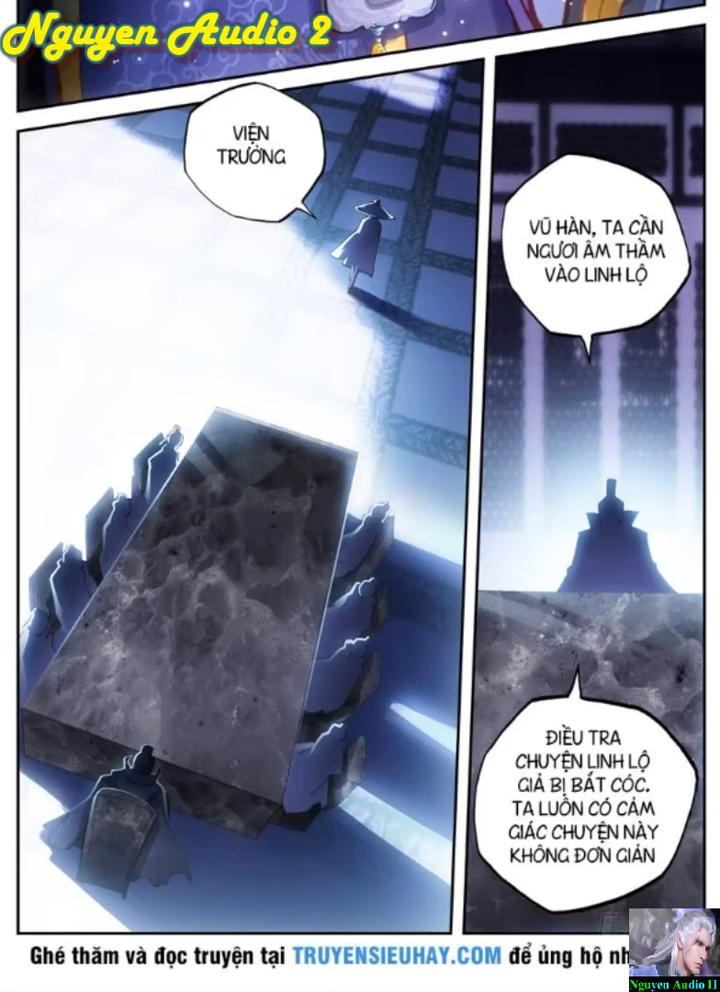 Nguyen Audio 2
VIỆN
TRƯỞNG
VŨ HÀN, TA CẦN
NGƯƠI ÂM THẦM
VÀO LINH LỘ
ĐIỀU TRA
CHUYỆN LINH LỘ
GIẢ BỊ BẮT CÓC.
TA LUÔN CÓ CẢM
GIÁC CHUYỆN NÀY
KHÔNG ĐƠN GIẢN
Ghé thăm và đọc truyện tại TRUYENSIEUHAY.COM để ủng hộ
Nguyen Audio II